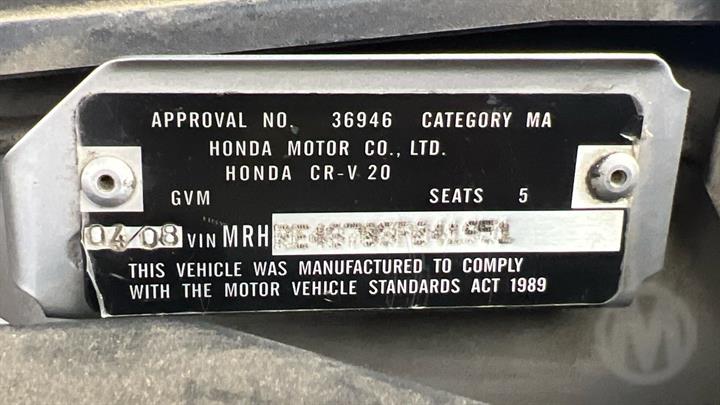 APPROVAL NO. 36946 CATEGORY MA
HONDA MOTOR CO., LTD.
HONDA CR-V 20
GVM SEATS 5
04/08 VIN MRH
THIS VEHICLE WAS MANUFACTURED TO COMPLY
WITH THE MOTOR VEHICLE STANDARDS ACT 1989
M